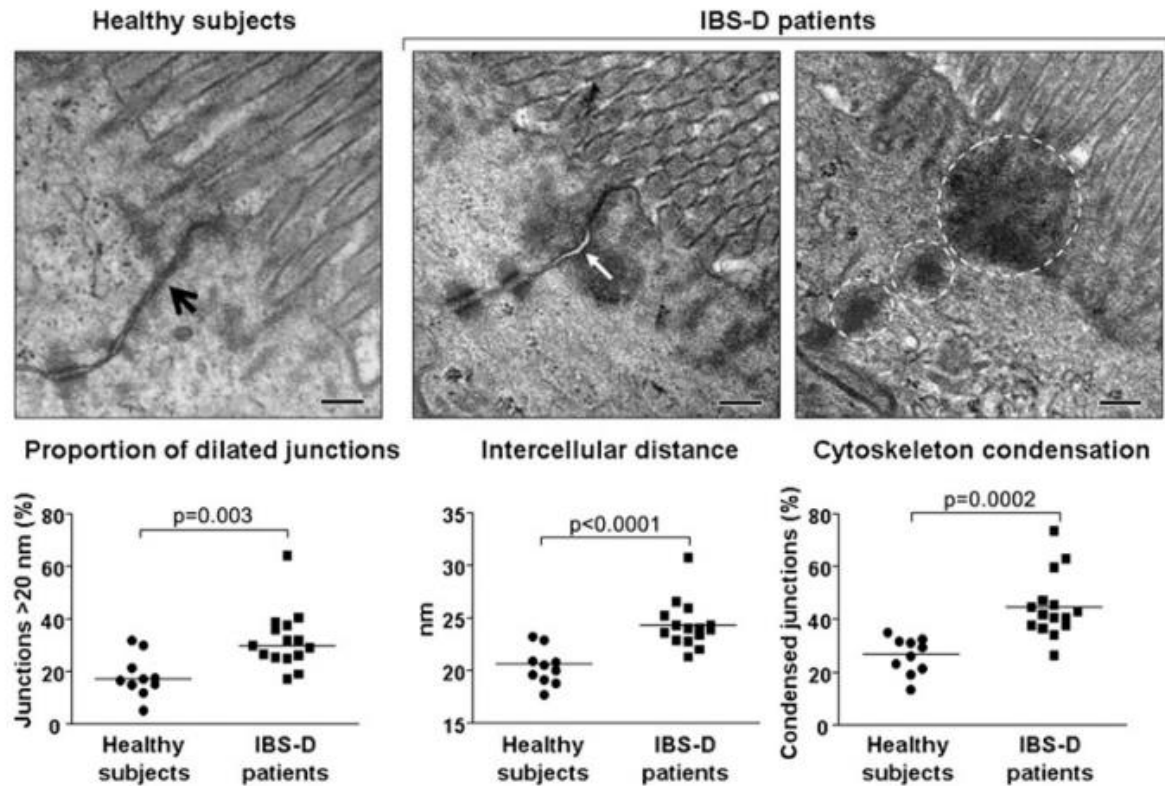 Healthy subjects
IBS-D patients
Proportion of dilated junctions
Intercellular distance
Cytoskeleton condensation
Junctions >20 nm (%)
80
60
40
20
0
p=0.003
Healthy
subjects
IBS-D
patients
nm
35
30
25
20
15
p<0.0001
Healthy
subjects
IBS-D
patients
Condensed junctions (%)
80
60
40
20
0
p=0.0002
Healthy
subjects
IBS-D
patients